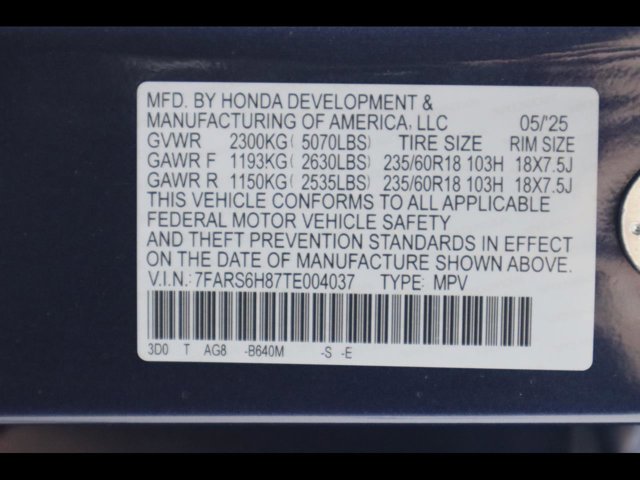 MFD. BY HONDA DEVELOPMENT &
MANUFACTURING OF AMERICA, LLC 05/'25
GVWR 2300KG( 5070LBS) TIRE SIZE RIM SIZE
GAWR F 1193KG( 2630LBS) 235/60R18 103H 18X7.5J
GAWR R 1150KG( 2535LBS) 235/60R18 103H 18X7.5J
THIS VEHICLE CONFORMS TO ALL APPLICABLE
FEDERAL MOTOR VEHICLE SAFETY
AND THEFT PREVENTION STANDARDS IN EFFECT
ON THE DATE OF MANUFACTURE SHOWN ABOVE.
V.I.N.: 7FARS6H87TE004037 TYPE: MPV
3D0 T AG8 -B640M -S -E